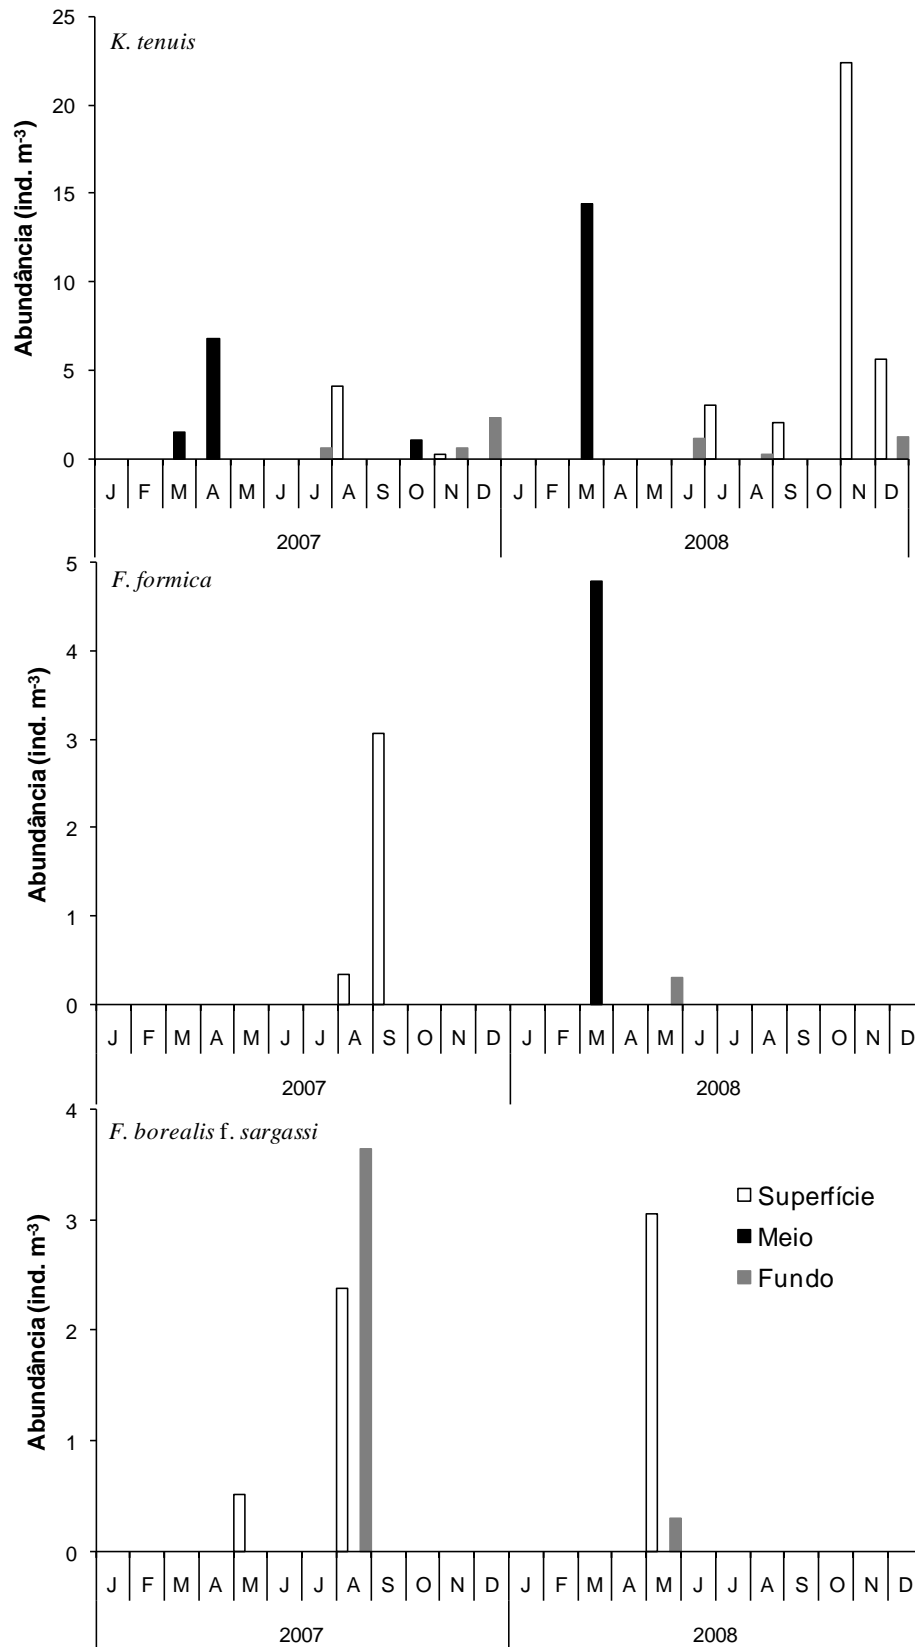 K. tenuis
Abundância (ind. m-3)
25
20
15
10
5
0
J F M A M J J A S O N D J F M A M J J A S O N D
2007 2008
F. formica
Abundância (ind. m-3)
5
4
3
2
1
0
J F M A M J J A S O N D J F M A M J J A S O N D
2007 2008
F. borealis f. sargassi
Abundância (ind. m-3)
4
3
2
1
0
Superfície
Meio
Fundo
J F M A M J J A S O N D J F M A M J J A S O N D
2007 2008